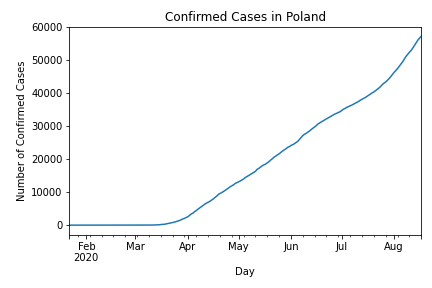 Confirmed Cases in Poland
Number of Confirmed Cases
60000
50000
40000
30000
20000
10000
0
Feb Mar Apr May Jun Jul Aug
2020
Day